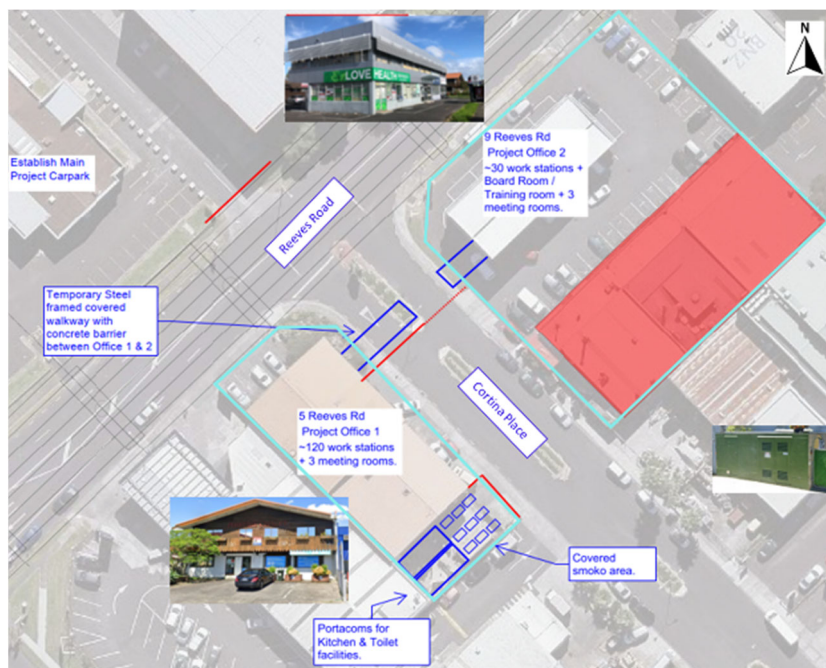 N
BNZ
20
min
LOVE HEALTH
Establish Main
Project Carpark
9 Reeves Rd
Project Office 2
~30 work stations +
Board Room /
Training room + 3
meeting rooms.
Reeves Road
Temporary Steel
framed covered
walkway with
concrete barrier
between Office 1 & 2
Cortina Place
5 Reeves Rd
Project Office 1
~120 work stations
+ 3 meeting rooms.
Covered
smoko area.
Portacoms for
Kitchen & Toilet
facilities.